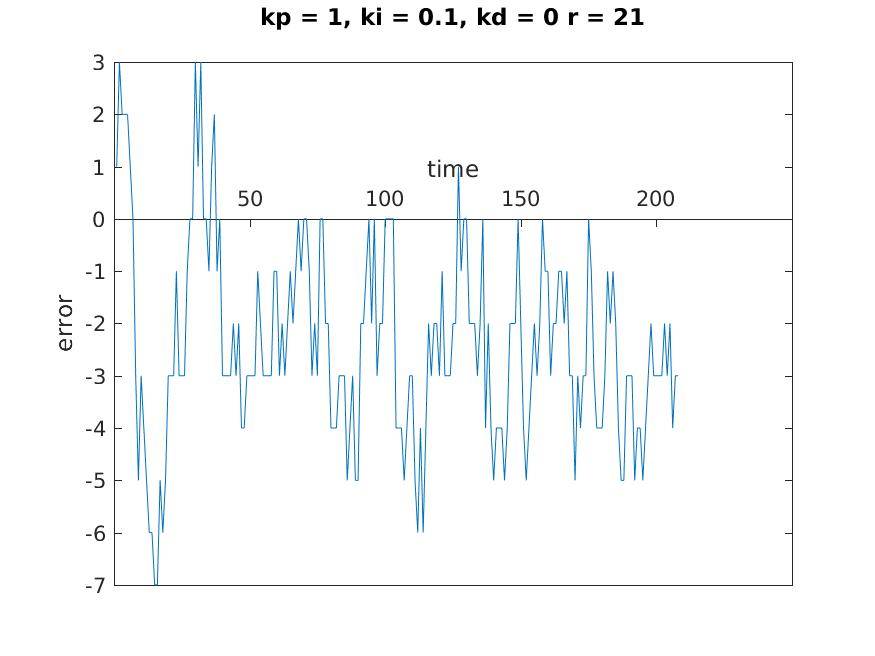 kp = 1, ki = 0.1, kd = 0 r = 21
3
2
1
time
50 100 150 200
0
-1
-2
error
-3
-4
-5
-6
-7